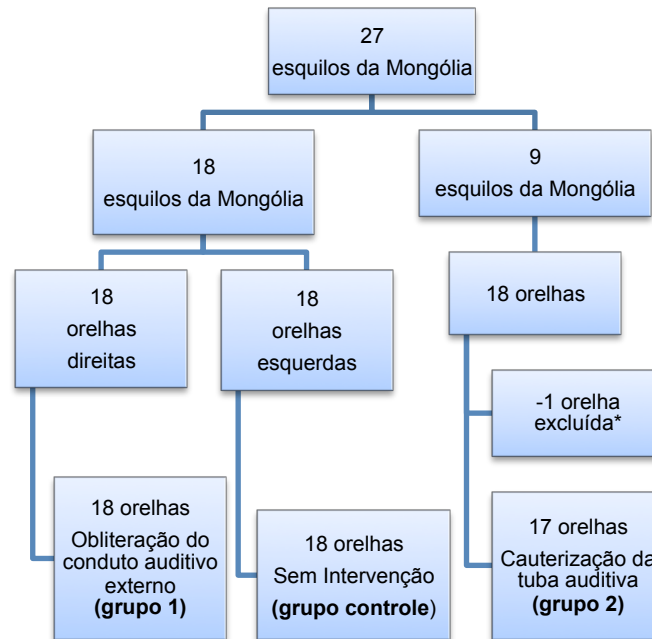 27
esquilos da Mongólia
18
esquilos da Mongólia
9
esquilos da Mongólia
18
orelhas
direitas
18
orelhas
esquerdas
18 orelhas
-1 orelha
excluída*
18 orelhas
Obliteração do
conduto auditivo
externo
(grupo 1)
18 orelhas
Sem Intervenção
(grupo controle)
17 orelhas
Cauterização da
tuba auditiva
(grupo 2)